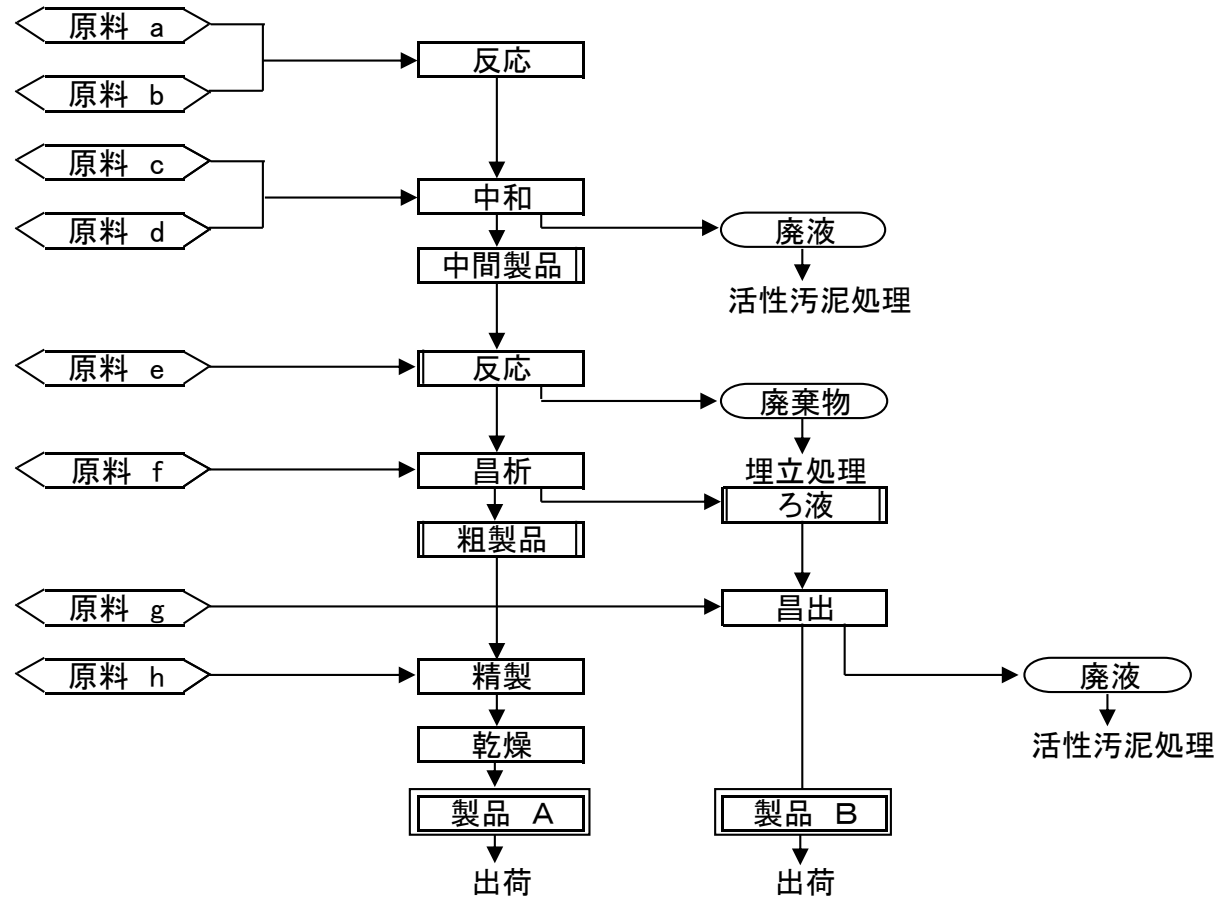 原料 a
反応
原料 b
原料 c
中和
原料 d
廃液
中間製品
活性汚泥処理
原料 e
反応
廃棄物
原料 f
昌析
埋立処理
ろ液
粗製品
原料 g
昌出
原料 h
精製
廃液
乾燥
活性汚泥処理
製品 A
製品 B
出荷
出荷